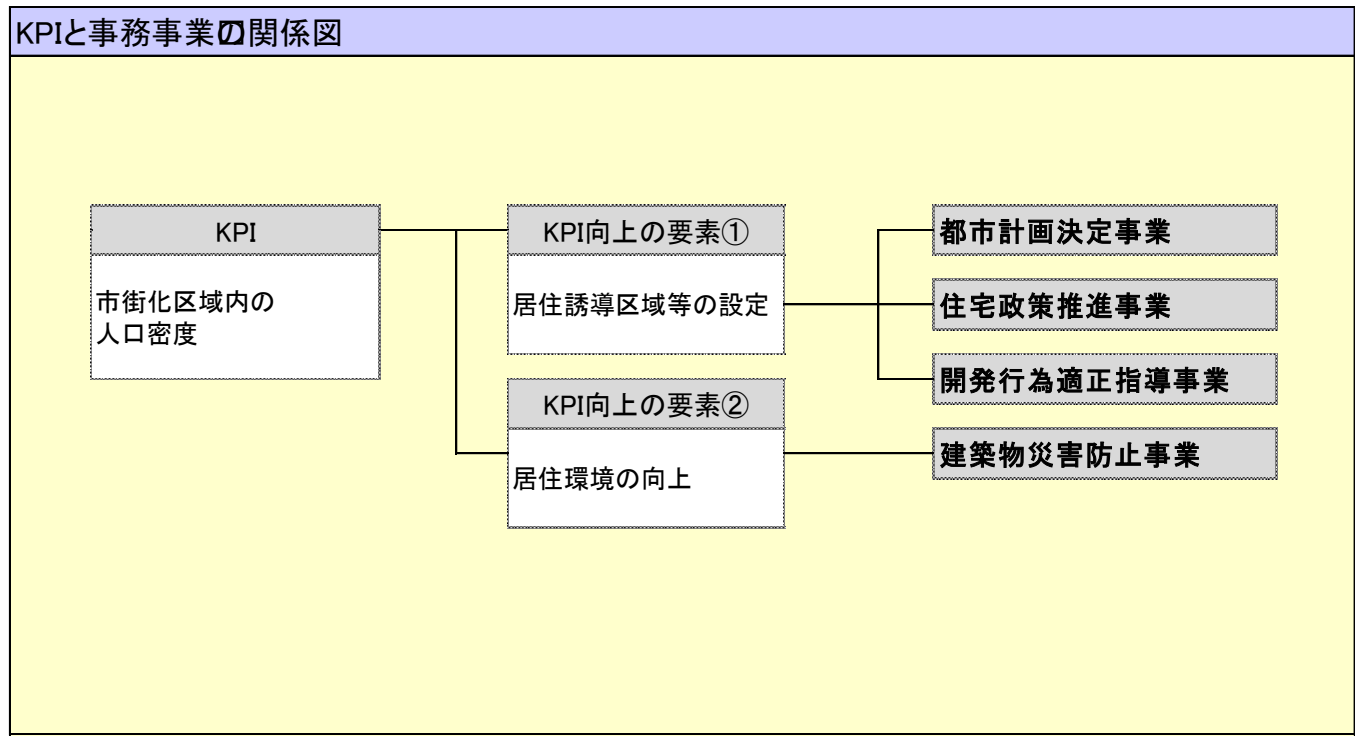 KPIと事務事業の関係図
KPI
市街化区域内の
人口密度
KPI向上の要素①
居住誘導区域等の設定
KPI向上の要素②
居住環境の向上
都市計画決定事業
住宅政策推進事業
開発行為適正指導事業
建築物災害防止事業